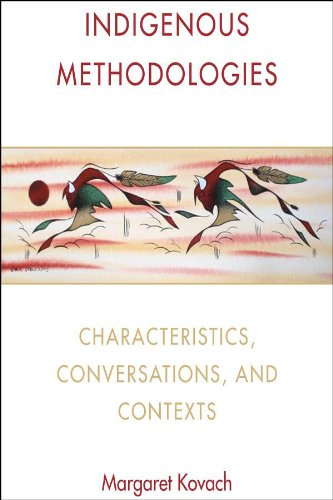 INDIGENOUS
METHODOLOGIES
CHARACTERISTICS,
CONVERSATIONS, AND
CONTEXTS
Margaret Kovach